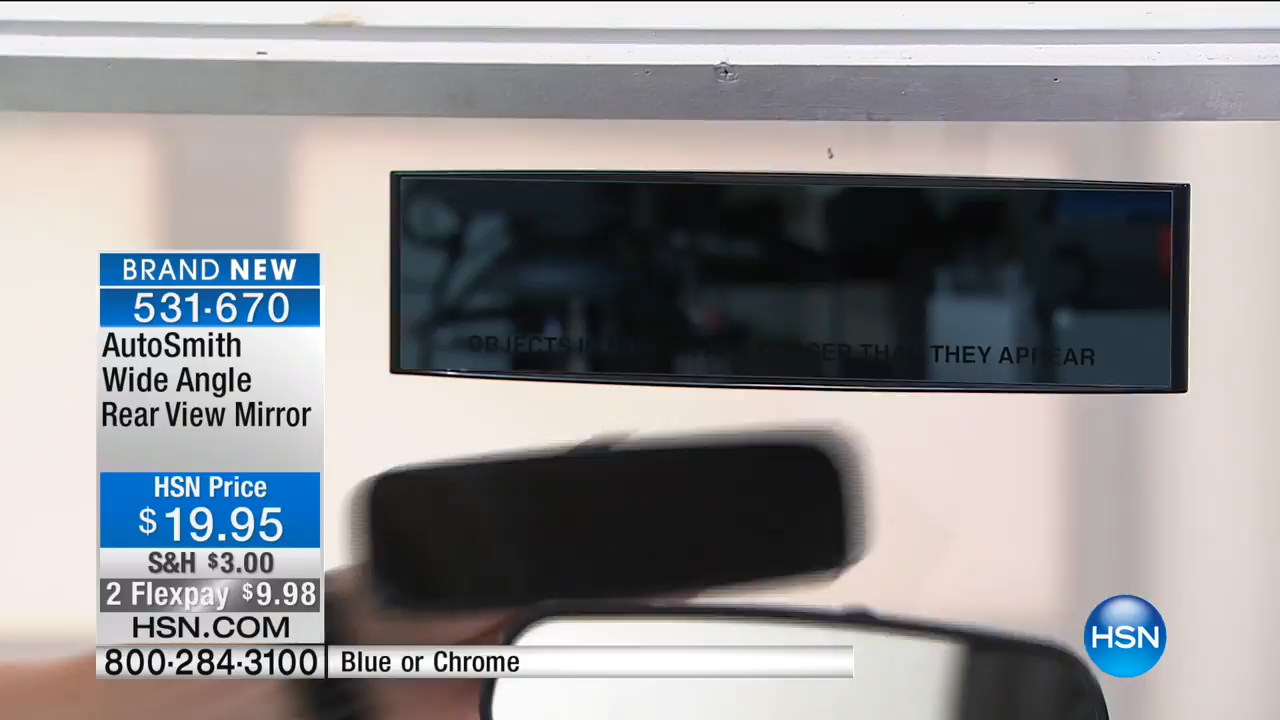 BRAND NEW
531·670
AutoSmith
Wide Angle
Rear View Mirror
HSN Price
$19.95
S&H $3.00
2 Flexpay $9.98
HSN.COM
800·284·3100
Blue or Chrome
OBJECTS THEY APPEAR
HSN